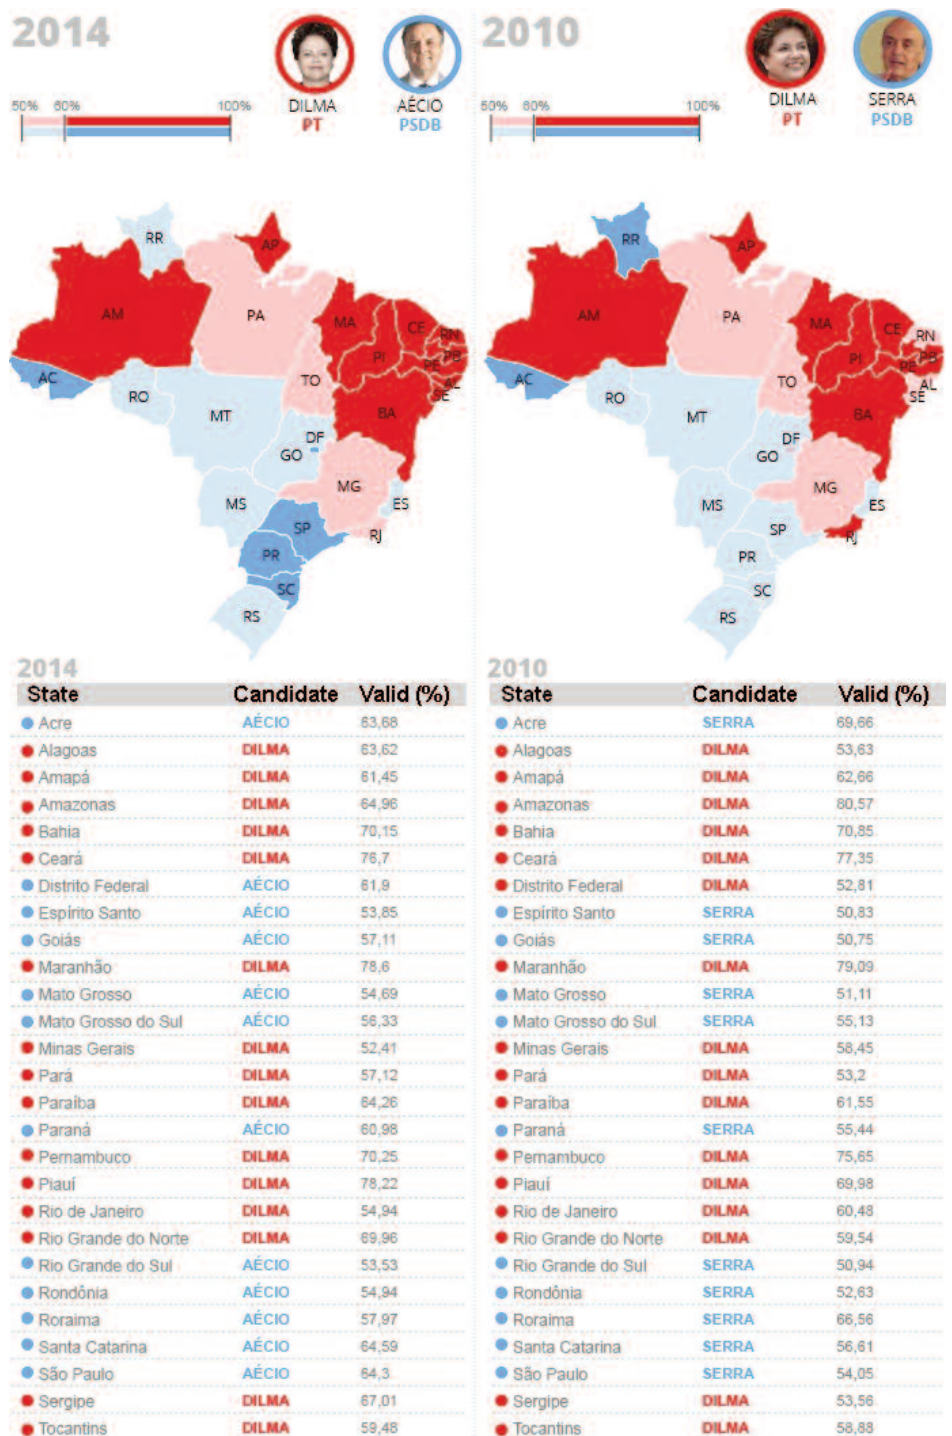 2014
DILMA
PT
AÉCIO
PSDB
50% 60% 100%
RR
AP
AM
PA
MA
CE
RN
PB
PI
PE
AL
SE
AC
TO
RO
BA
MT
DF
GO
MG
MS
ES
SP
RJ
PR
SC
RS
2010
DILMA
PT
SERRA
PSDB
50% 60% 100%
RR
AP
AM
PA
MA
CE
RN
PB
PI
PE
AL
SE
AC
TO
RO
BA
MT
DF
GO
MG
MS
ES
SP
RJ
PR
SC
RS
2014
State Candidate Valid (%)
Acre AÉCIO 63,68
Alagoas DILMA 63,62
Amapá DILMA 61,45
Amazonas DILMA 64,96
Bahia DILMA 70,15
Ceará DILMA 76,7
Distrito Federal AÉCIO 61,9
Espírito Santo AÉCIO 53,85
Goiás AÉCIO 57,11
Maranhão DILMA 78,6
Mato Grosso AÉCIO 54,69
Mato Grosso do Sul AÉCIO 56,33
Minas Gerais DILMA 52,41
Pará DILMA 57,12
Paraíba DILMA 64,26
Paraná AÉCIO 60,98
Pernambuco DILMA 70,25
Piauí DILMA 78,22
Rio de Janeiro DILMA 54,94
Rio Grande do Norte DILMA 69,96
Rio Grande do Sul AÉCIO 53,53
Rondônia AÉCIO 54,94
Roraima AÉCIO 57,97
Santa Catarina AÉCIO 64,59
São Paulo AÉCIO 64,3
Sergipe DILMA 67,01
Tocantins DILMA 59,48
2010
State Candidate Valid (%)
Acre SERRA 69,66
Alagoas DILMA 53,63
Amapá DILMA 62,66
Amazonas DILMA 80,57
Bahia DILMA 70,85
Ceará DILMA 77,35
Distrito Federal DILMA 52,81
Espírito Santo SERRA 50,83
Goiás SERRA 50,75
Maranhão DILMA 79,09
Mato Grosso SERRA 51,11
Mato Grosso do Sul SERRA 55,13
Minas Gerais DILMA 58,45
Pará DILMA 53,2
Paraíba DILMA 61,55
Paraná SERRA 55,44
Pernambuco DILMA 75,65
Piauí DILMA 69,98
Rio de Janeiro DILMA 60,48
Rio Grande do Norte DILMA 59,54
Rio Grande do Sul SERRA 50,94
Rondônia SERRA 52,63
Roraima SERRA 66,56
Santa Catarina SERRA 56,61
São Paulo SERRA 54,05
Sergipe DILMA 53,56
Tocantins DILMA 58,88